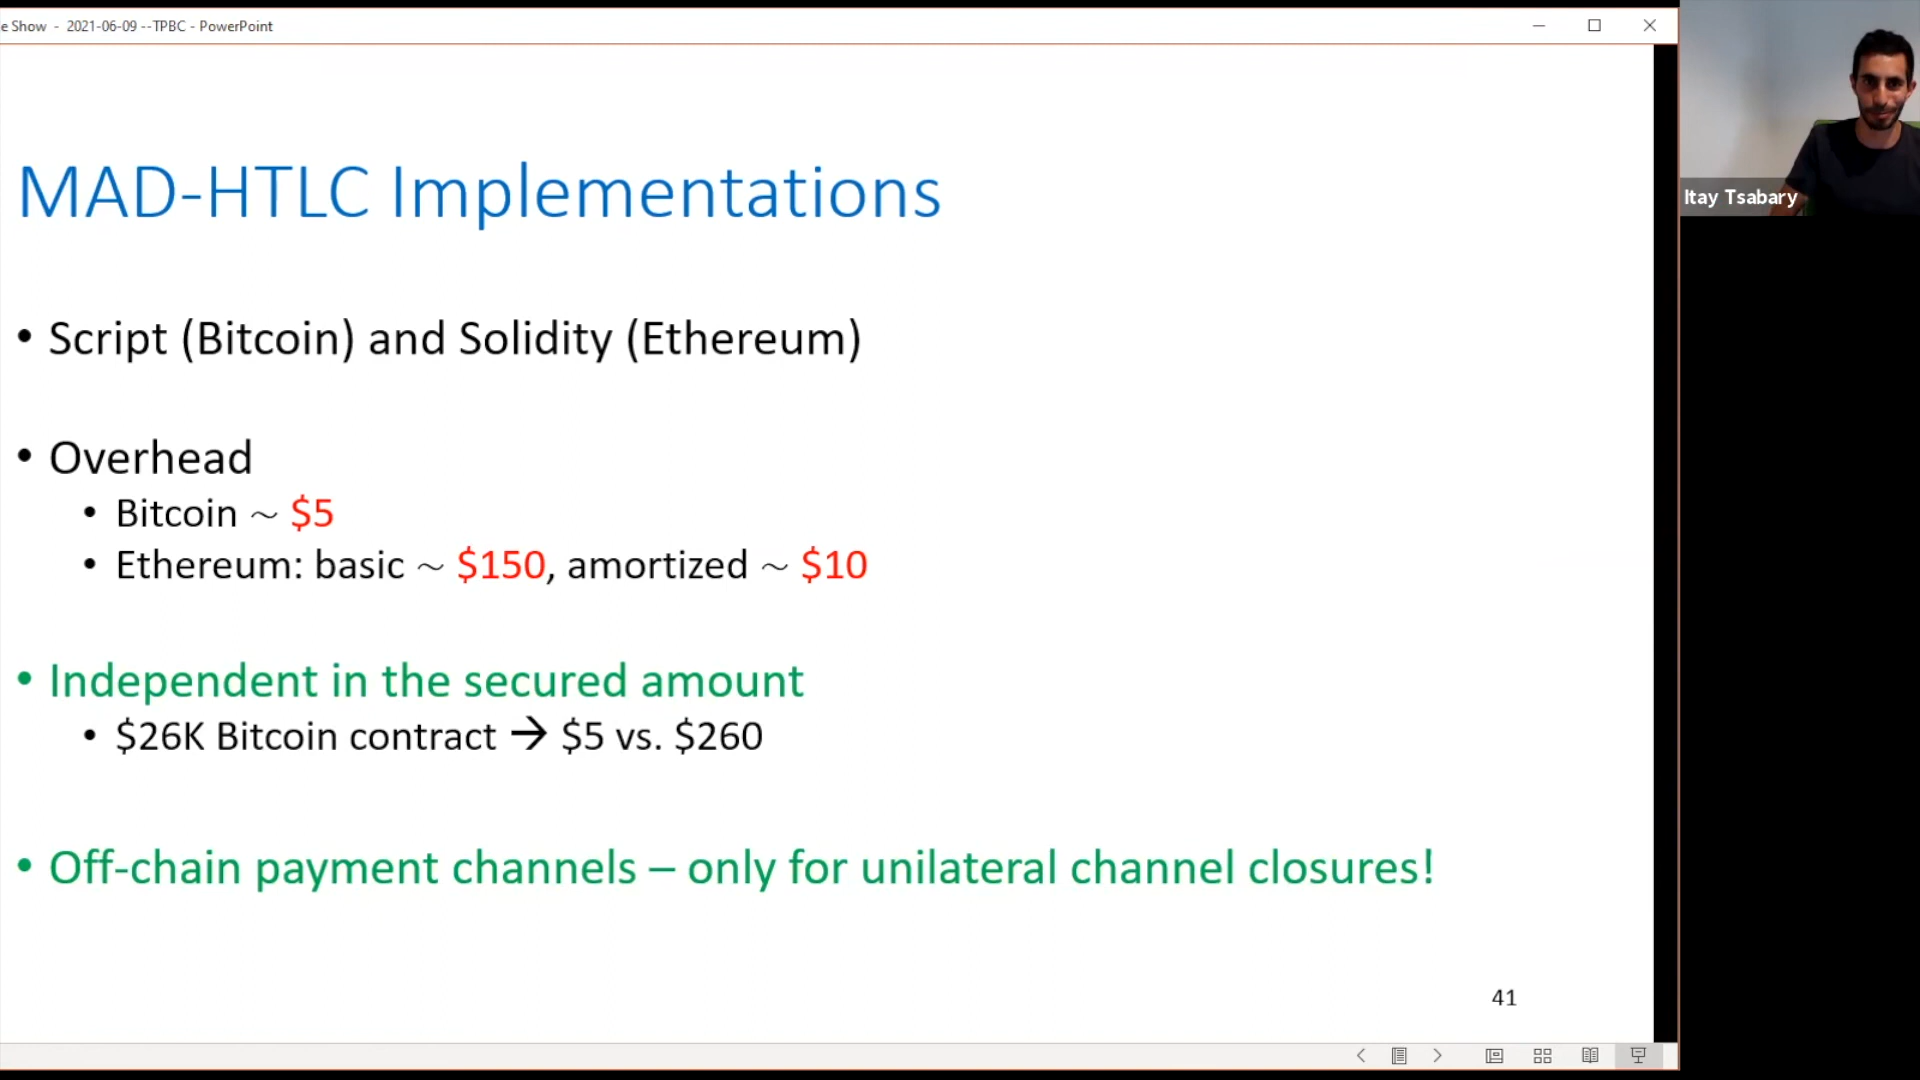 e Show - 2021-06-09 --TPBC - PowerPoint
Itay Tsabary
MAD-HTLC Implementations
• Script (Bitcoin) and Solidity (Ethereum)
• Overhead
• Bitcoin ~ $5
• Ethereum: basic ~ $150, amortized ~ $10
• Independent in the secured amount
• $26K Bitcoin contract → $5 vs. $260
• Off-chain payment channels – only for unilateral channel closures!
41